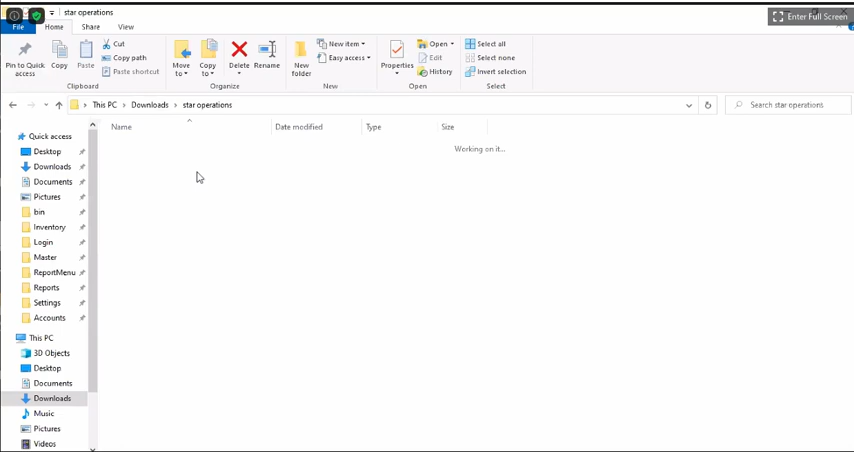 star operations
Enter Full Screen
File Home Share View
Pin to Quick access
Copy
Paste
Cut
Copy path
Paste shortcut
Move to
Copy to
Delete
Rename
New folder
New item
Easy access
Properties
Open
Edit
History
Select all
Select none
Invert selection
Clipboard Organize New Open Select
This PC Downloads star operations
Search star operations
Name Date modified Type Size
Working on it...
Quick access
Desktop
Downloads
Documents
Pictures
bin
Inventory
Login
Master
ReportMenu
Reports
Settings
Accounts
This PC
3D Objects
Desktop
Documents
Downloads
Music
Pictures
Videos